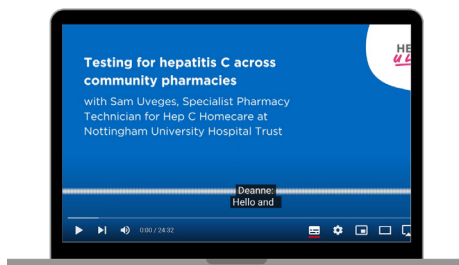 Testing for hepatitis C across
community pharmacies
with Sam Uveges, Specialist Pharmacy
Technician for Hep C Homecare at
Nottingham University Hospital Trust
HE
Deanne:
Hello and
0:00 / 24:32